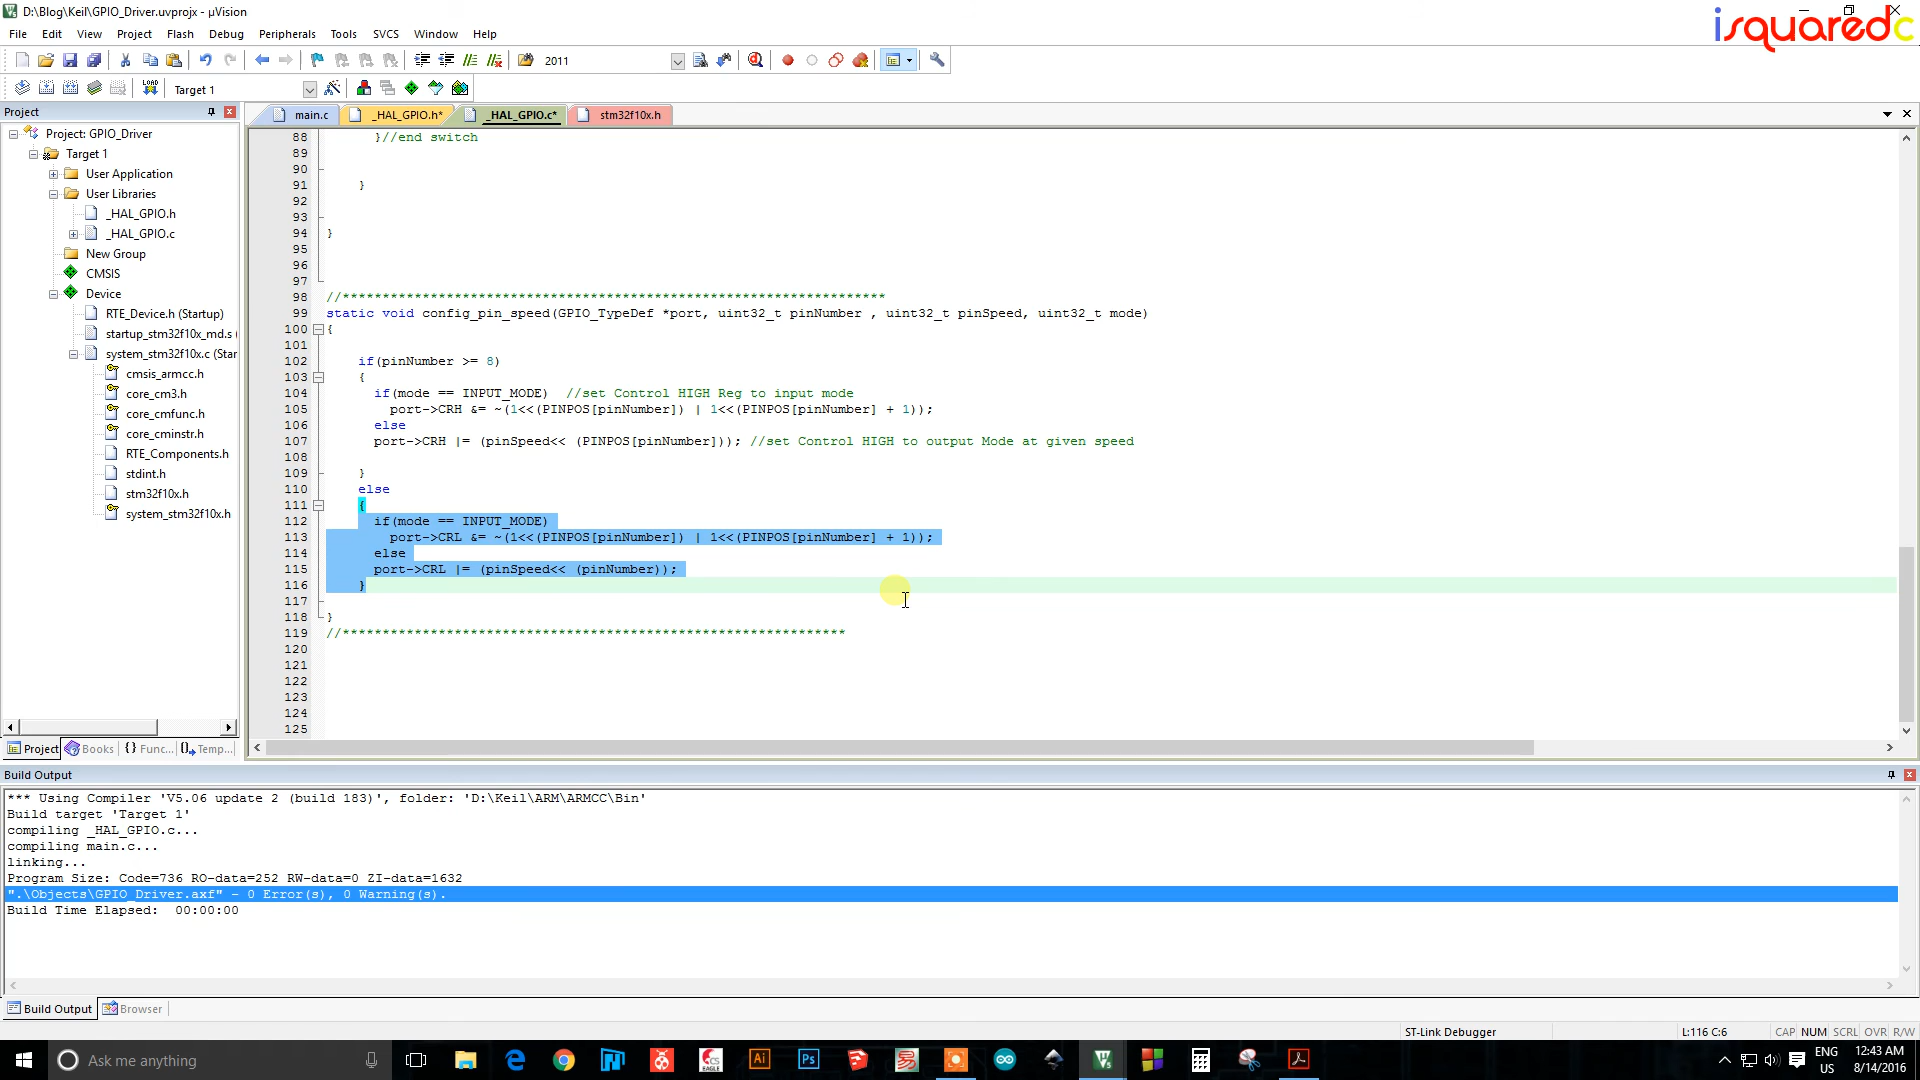 D:\Blog\Keil\GPIO_Driver.uvprojx - µVision
isquaredc
File Edit View Project Flash Debug Peripherals Tools SVCS Window Help
2011
LOAD Target 1
Project
main.c _HAL_GPIO.h* _HAL_GPIO.c* stm32f10x.h
Project: GPIO_Driver
Target 1
User Application
User Libraries
_HAL_GPIO.h
_HAL_GPIO.c
New Group
CMSIS
Device
RTE_Device.h (Startup)
startup_stm32f10x_md.s (
system_stm32f10x.c (Star
cmsis_armcc.h
core_cm3.h
core_cmfunc.h
core_cminstr.h
RTE_Components.h
stdint.h
stm32f10x.h
system_stm32f10x.h
Project Books {} Func... Temp...
88 }//end switch
89
90
91 }
92
93
94 }
95
96
97
98 //********************************************************************
99 static void config_pin_speed(GPIO_TypeDef *port, uint32_t pinNumber , uint32_t pinSpeed, uint32_t mode)
100 {
101
102 if(pinNumber >= 8)
103 {
104 if(mode == INPUT_MODE) //set Control HIGH Reg to input mode
105 port->CRH &= ~(1<<(PINPOS[pinNumber]) | 1<<(PINPOS[pinNumber] + 1));
106 else
107 port->CRH |= (pinSpeed<< (PINPOS[pinNumber])); //set Control HIGH to output Mode at given speed
108
109 }
110 else
111 {
112 if(mode == INPUT_MODE)
113 port->CRL &= ~(1<<(PINPOS[pinNumber]) | 1<<(PINPOS[pinNumber] + 1));
114 else
115 port->CRL |= (pinSpeed<< (pinNumber));
116 }
117
118 }
119 //***************************************************************
120
121
122
123
124
125
Build Output
*** Using Compiler 'V5.06 update 2 (build 183)', folder: 'D:\Keil\ARM\ARMCC\Bin'
Build target 'Target 1'
compiling _HAL_GPIO.c...
compiling main.c...
linking...
Program Size: Code=736 RO-data=252 RW-data=0 ZI-data=1632
".\Objects\GPIO_Driver.axf" - 0 Error(s), 0 Warning(s).
Build Time Elapsed:  00:00:00
Build Output Browser
ST-Link Debugger L:116 C:6 CAP NUM SCRL OVR R/W
Ask me anything
ENG 12:43 AM
US 8/14/2016